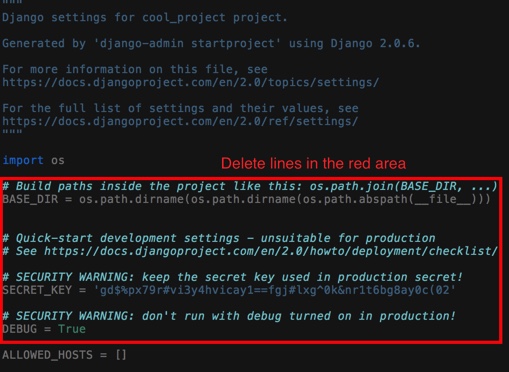 """
Django settings for cool_project project.
Generated by 'django-admin startproject' using Django 2.0.6.
For more information on this file, see
https://docs.djangoproject.com/en/2.0/topics/settings/
For the full list of settings and their values, see
https://docs.djangoproject.com/en/2.0/ref/settings/
"""
import os
Delete lines in the red area
# Build paths inside the project like this: os.path.join(BASE_DIR, ...)
BASE_DIR = os.path.dirname(os.path.dirname(os.path.abspath(__file__)))
# Quick-start development settings - unsuitable for production
# See https://docs.djangoproject.com/en/2.0/howto/deployment/checklist/
# SECURITY WARNING: keep the secret key used in production secret!
SECRET_KEY = 'gd$%px79r#vi3y4hvicay1==fgj#lxg^0k&nr1t6bg8ay0c(02'
# SECURITY WARNING: don't run with debug turned on in production!
DEBUG = True
ALLOWED_HOSTS = []